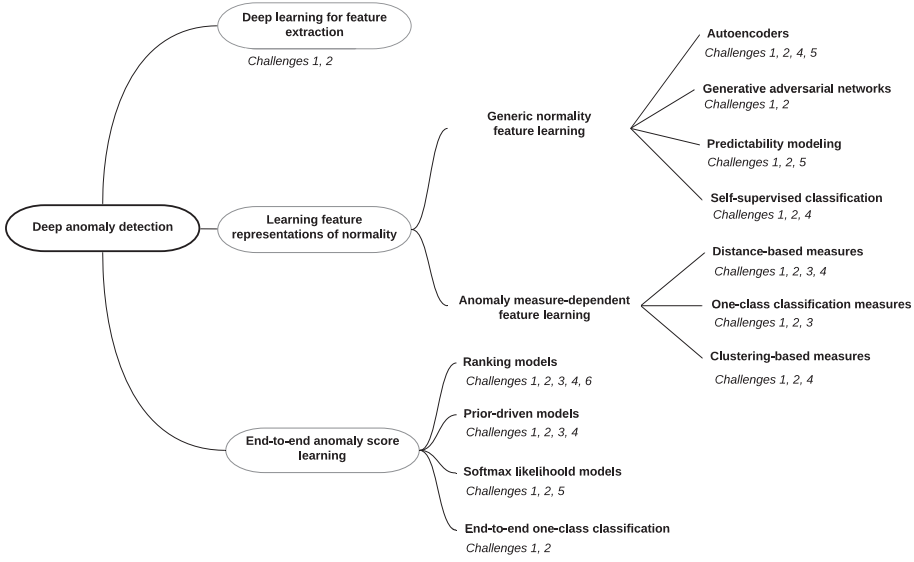 Deep learning for feature
extraction
Challenges 1, 2
Deep anomaly detection
Learning feature
representations of normality
Generic normality
feature learning
Autoencoders
Challenges 1, 2, 4, 5
Generative adversarial networks
Challenges 1, 2
Predictability modeling
Challenges 1, 2, 5
Self-supervised classification
Challenges 1, 2, 4
Anomaly measure-dependent
feature learning
Distance-based measures
Challenges 1, 2, 3, 4
One-class classification measures
Challenges 1, 2, 3
Clustering-based measures
Challenges 1, 2, 4
End-to-end anomaly score
learning
Ranking models
Challenges 1, 2, 3, 4, 6
Prior-driven models
Challenges 1, 2, 3, 4
Softmax likelihoold models
Challenges 1, 2, 5
End-to-end one-class classification
Challenges 1, 2